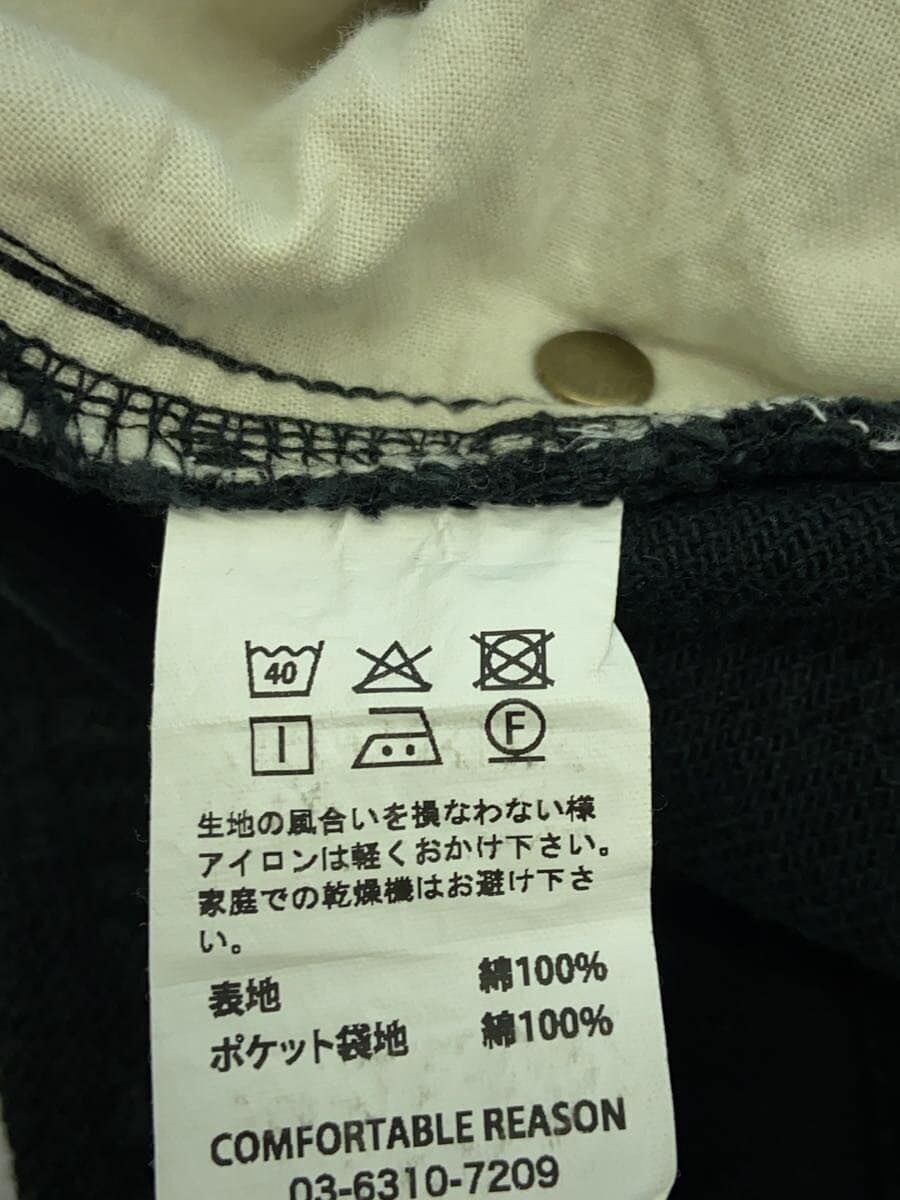 40
F
生地の風合いを損なわない様
アイロンは軽くおかけ下さい。
家庭での乾燥機はお避け下さ
い。
表地 綿100%
ポケット袋地 綿100%
COMFORTABLE REASON
03-6310-7209